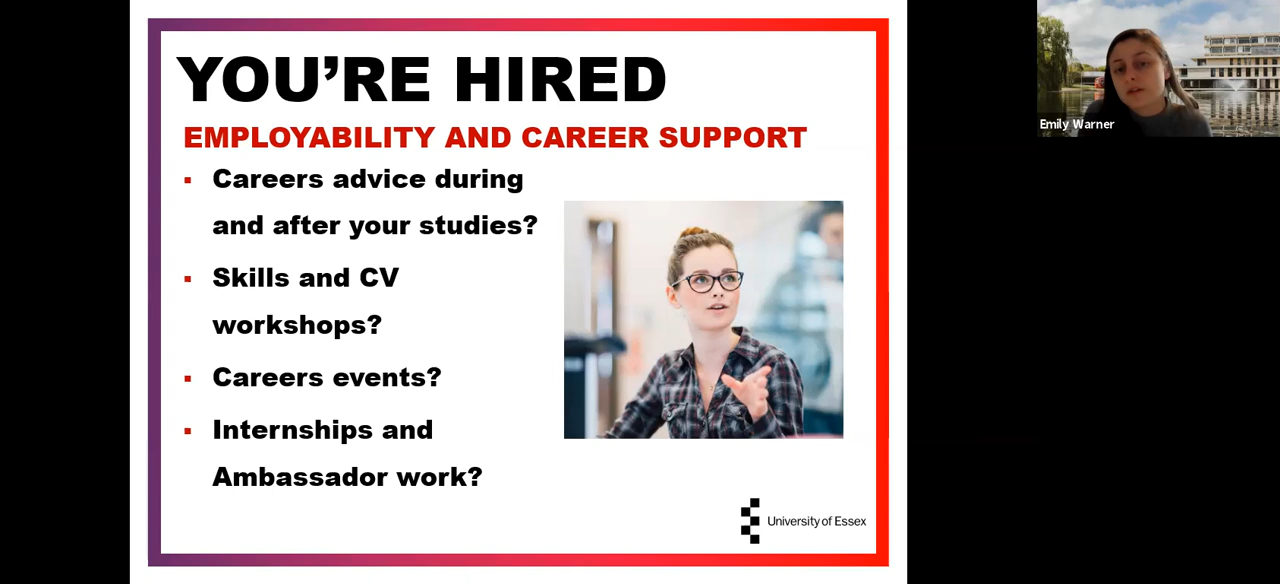 YOU’RE HIRED
EMPLOYABILITY AND CAREER SUPPORT
▪ Careers advice during
and after your studies?
▪ Skills and CV
workshops?
▪ Careers events?
▪ Internships and
Ambassador work?
University of Essex
Emily Warner